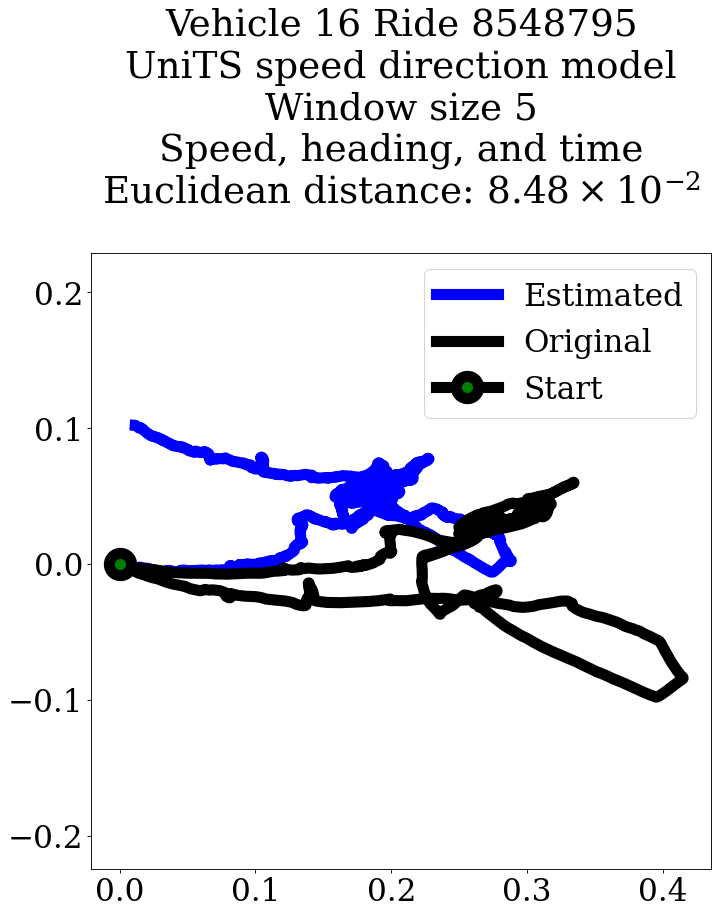 Vehicle 16 Ride 8548795
UniTS speed direction model
Window size 5
Speed, heading, and time
Euclidean distance: 8.48 × 10⁻²
Estimated
Original
Start
0.2
0.1
0.0
−0.1
−0.2
0.0 0.1 0.2 0.3 0.4